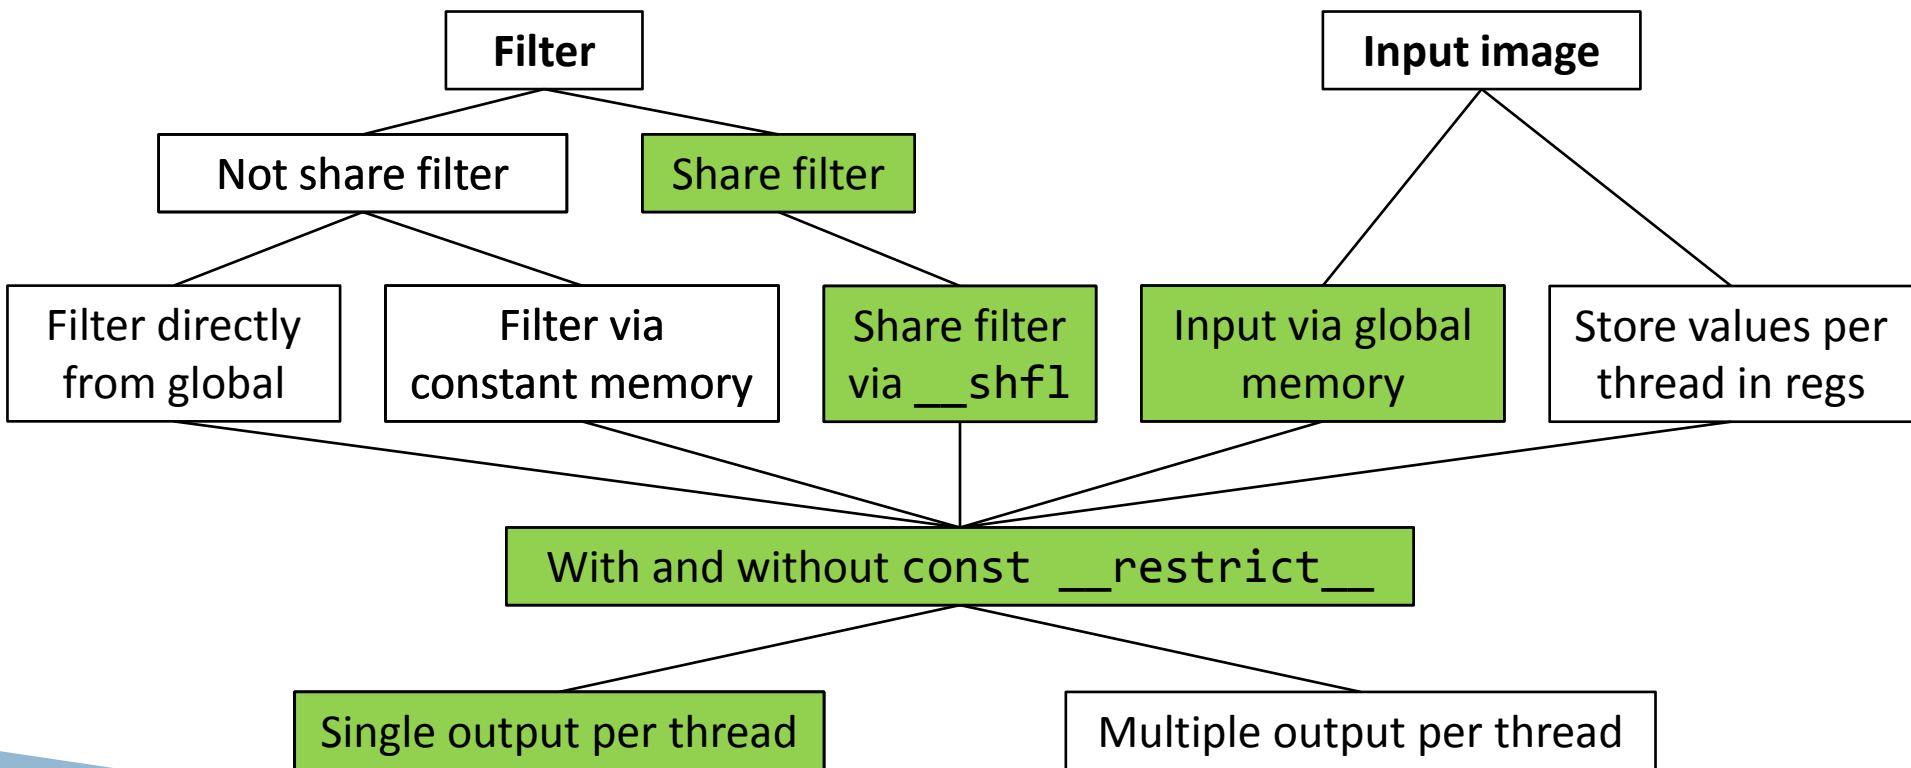 Filter
Input image
Not share filter
Share filter
Filter directly
from global
Filter via
constant memory
Share filter
via __shfl
Input via global
memory
Store values per
thread in regs
With and without const __restrict__
Single output per thread
Multiple output per thread